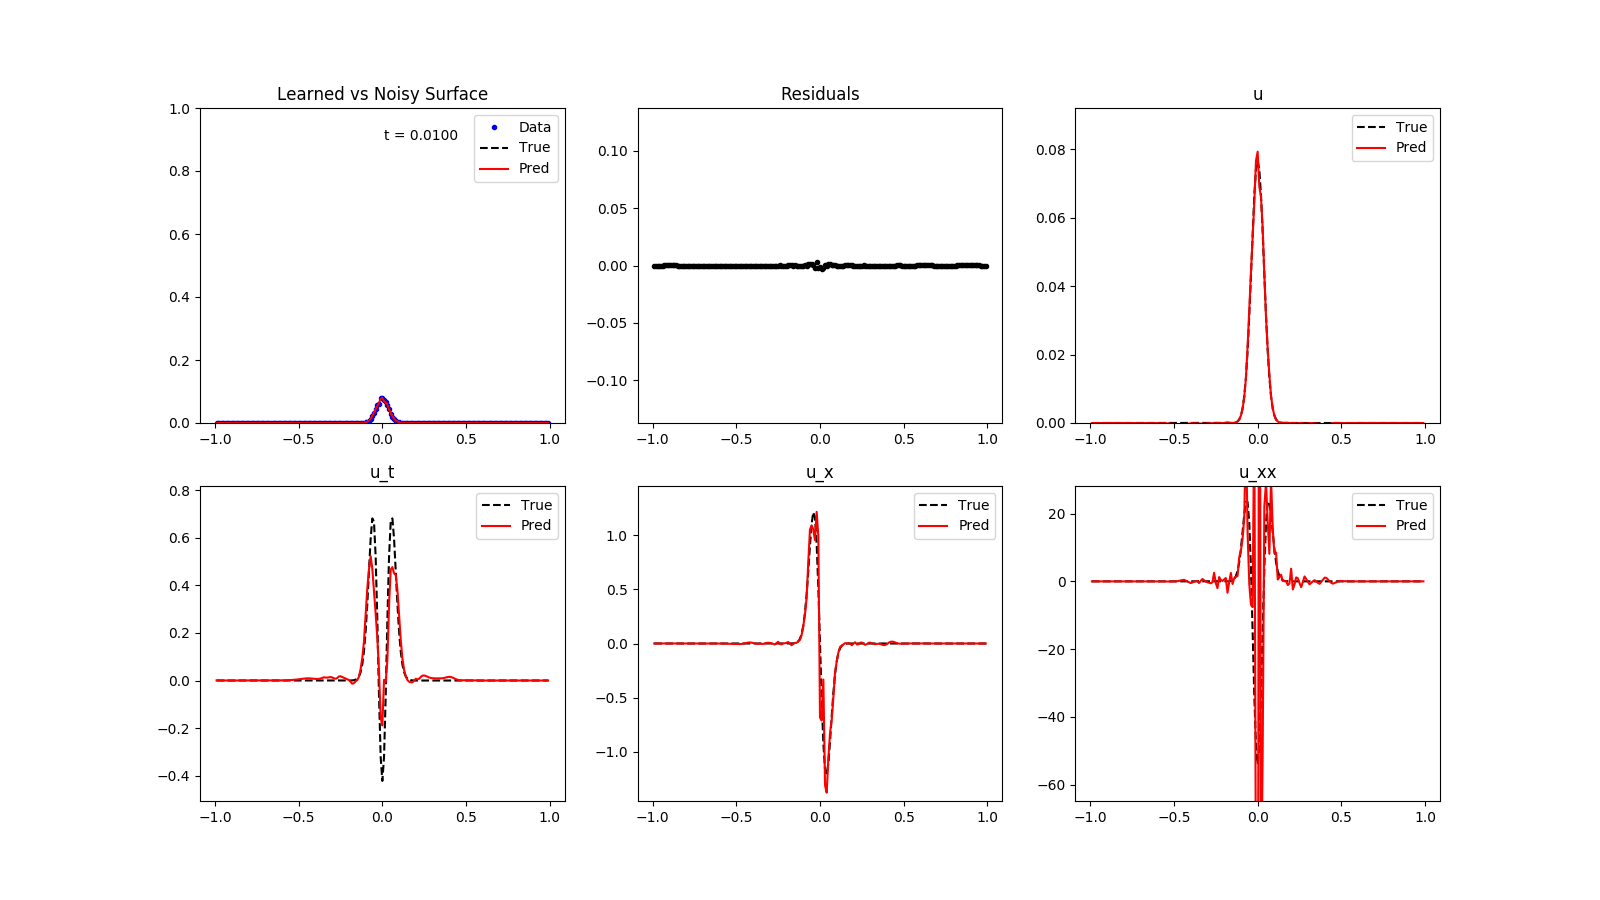 Learned vs Noisy Surface
1.0
0.8
0.6
0.4
0.2
0.0
t = 0.0100
Data
True
Pred
−1.0 −0.5 0.0 0.5 1.0
Residuals
0.10
0.05
0.00
−0.05
−0.10
−1.0 −0.5 0.0 0.5 1.0
u
0.08
0.06
0.04
0.02
0.00
True
Pred
−1.0 −0.5 0.0 0.5 1.0
u_t
0.8
0.6
0.4
0.2
0.0
−0.2
−0.4
True
Pred
−1.0 −0.5 0.0 0.5 1.0
u_x
1.0
0.5
0.0
−0.5
−1.0
True
Pred
−1.0 −0.5 0.0 0.5 1.0
u_xx
20
0
−20
−40
−60
True
Pred
−1.0 −0.5 0.0 0.5 1.0